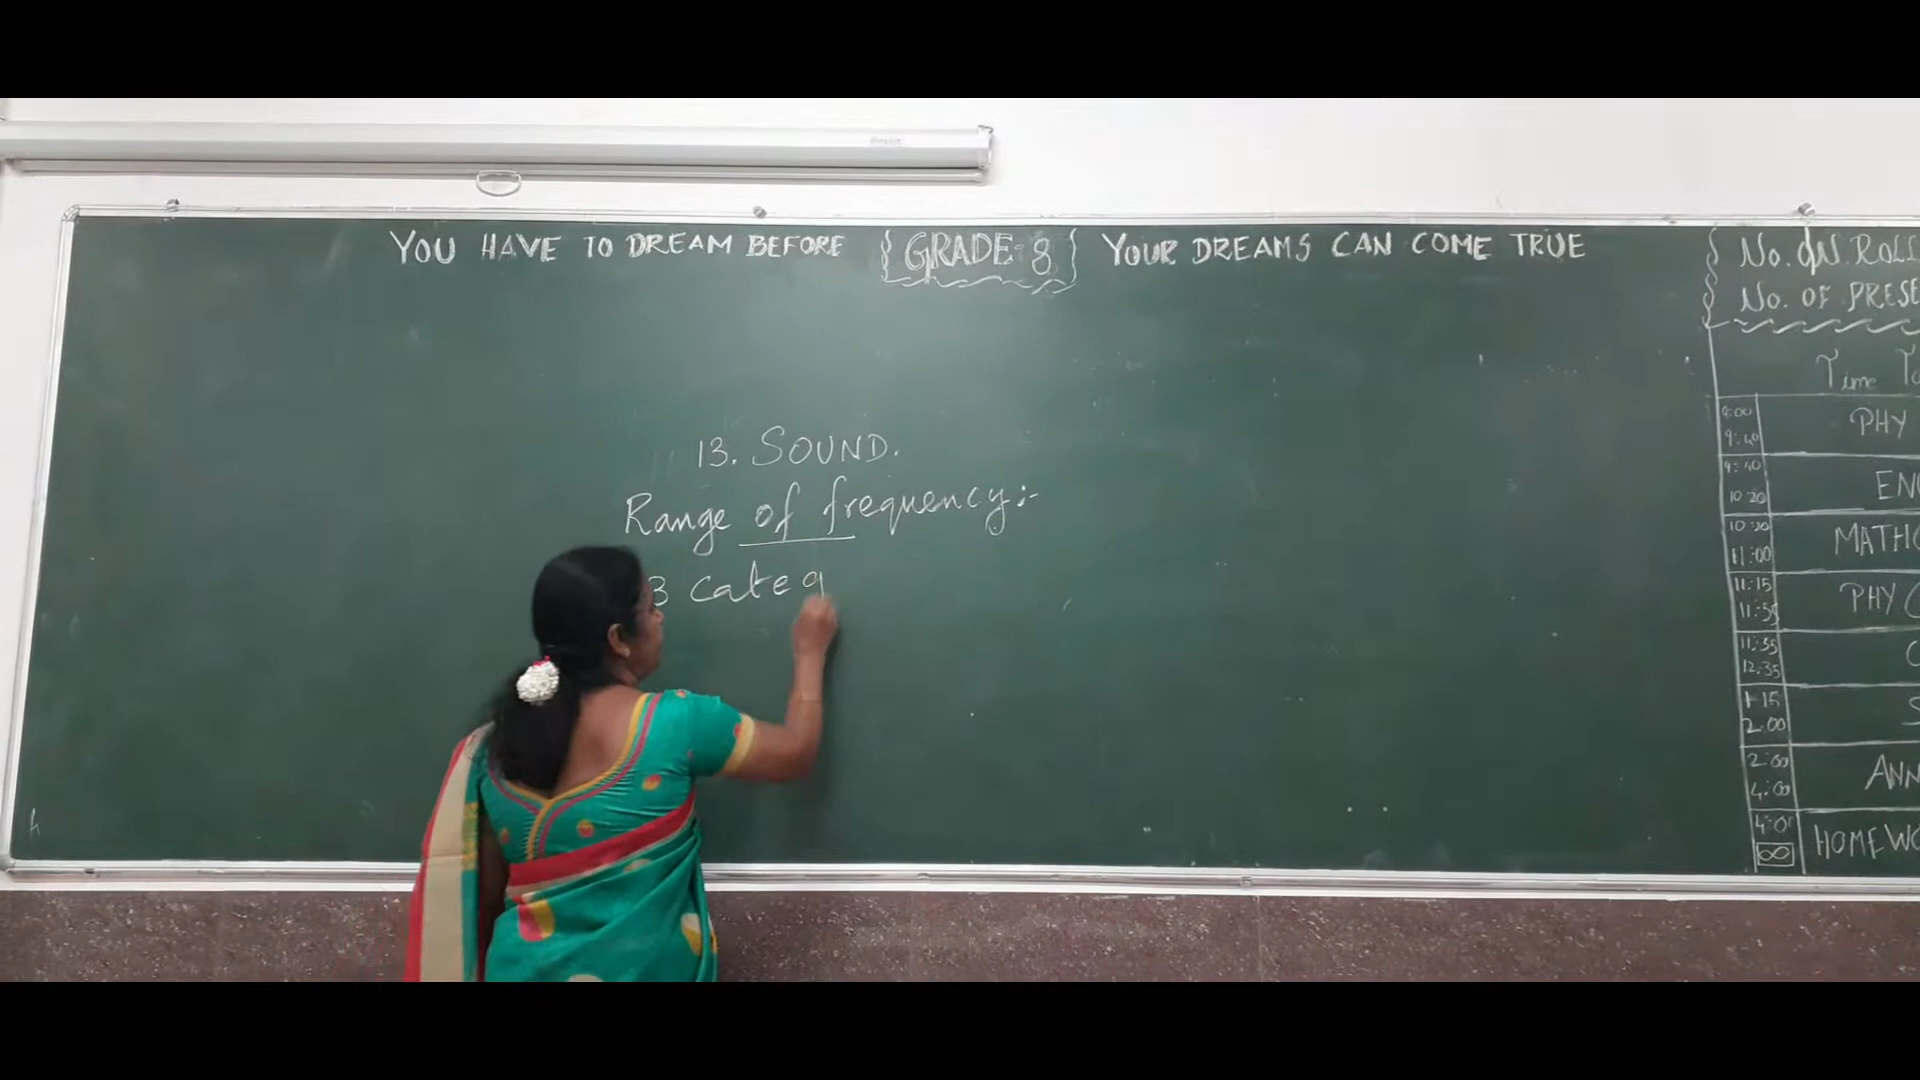 YOU HAVE TO DREAM BEFORE {GRADE-8} YOUR DREAMS CAN COME TRUE
13. SOUND.
Range of frequency:-
3 categ
No. ON. ROLL
No. OF PRESE
Time Ta
9:00 9:40 PHY
9:40 10:20 ENG
10:20 11:00 MATH
11:15 11:55 PHY
11:55 12:35
1:15 2:00 S
2:00 4:00 ANN
4:01 ∞ HOMEWO